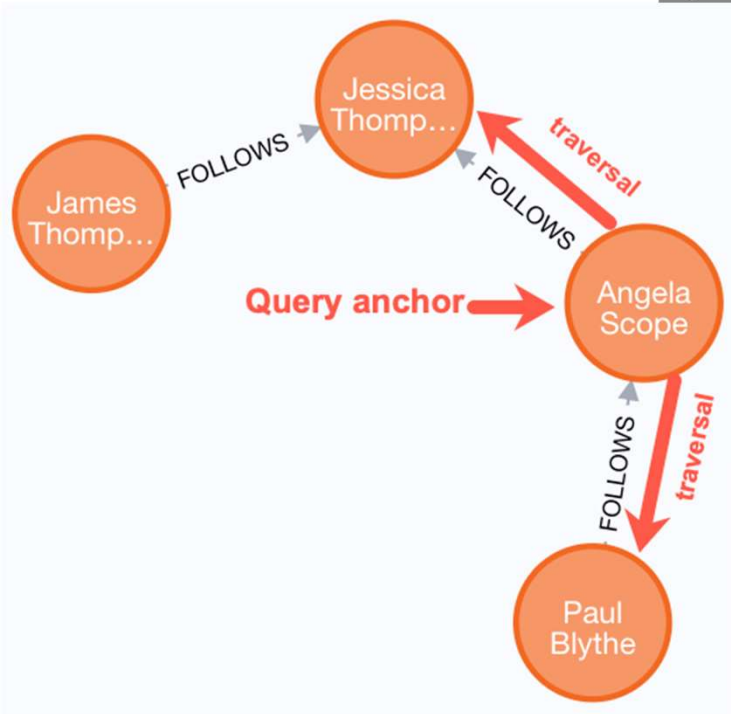 Jessica
Thomp...
traversal
FOLLOWS
James
Thomp...
FOLLOWS
Query anchor
Angela
Scope
traversal
FOLLOWS
Paul
Blythe